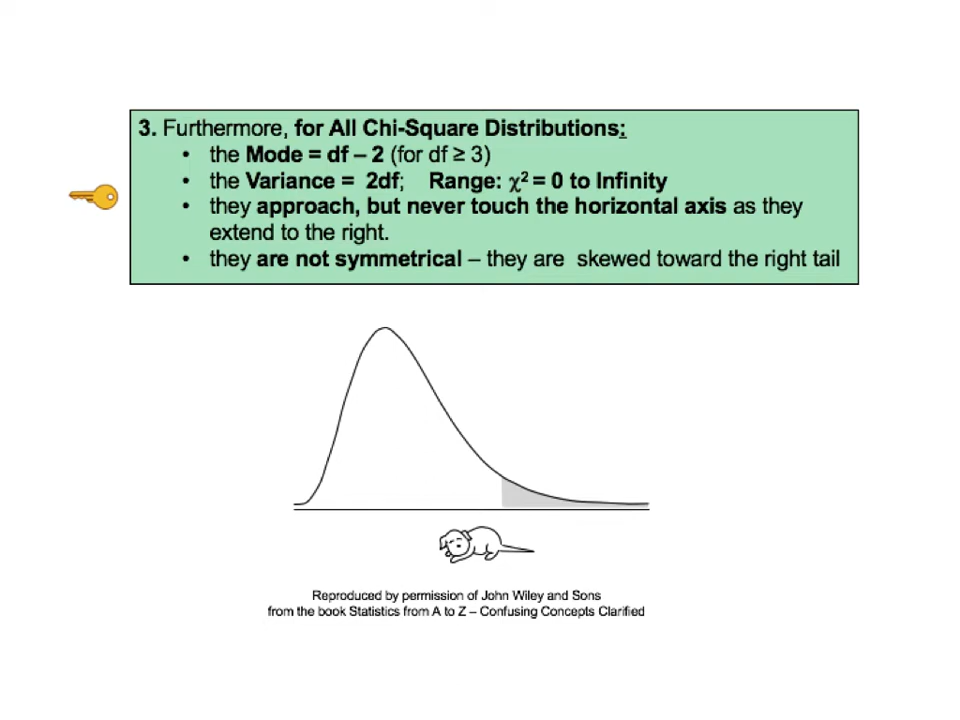 3. Furthermore, for All Chi-Square Distributions:
• the Mode = df – 2 (for df ≥ 3)
• the Variance = 2df; Range: χ² = 0 to Infinity
• they approach, but never touch the horizontal axis as they
extend to the right.
• they are not symmetrical – they are skewed toward the right tail
Reproduced by permission of John Wiley and Sons
from the book Statistics from A to Z – Confusing Concepts Clarified